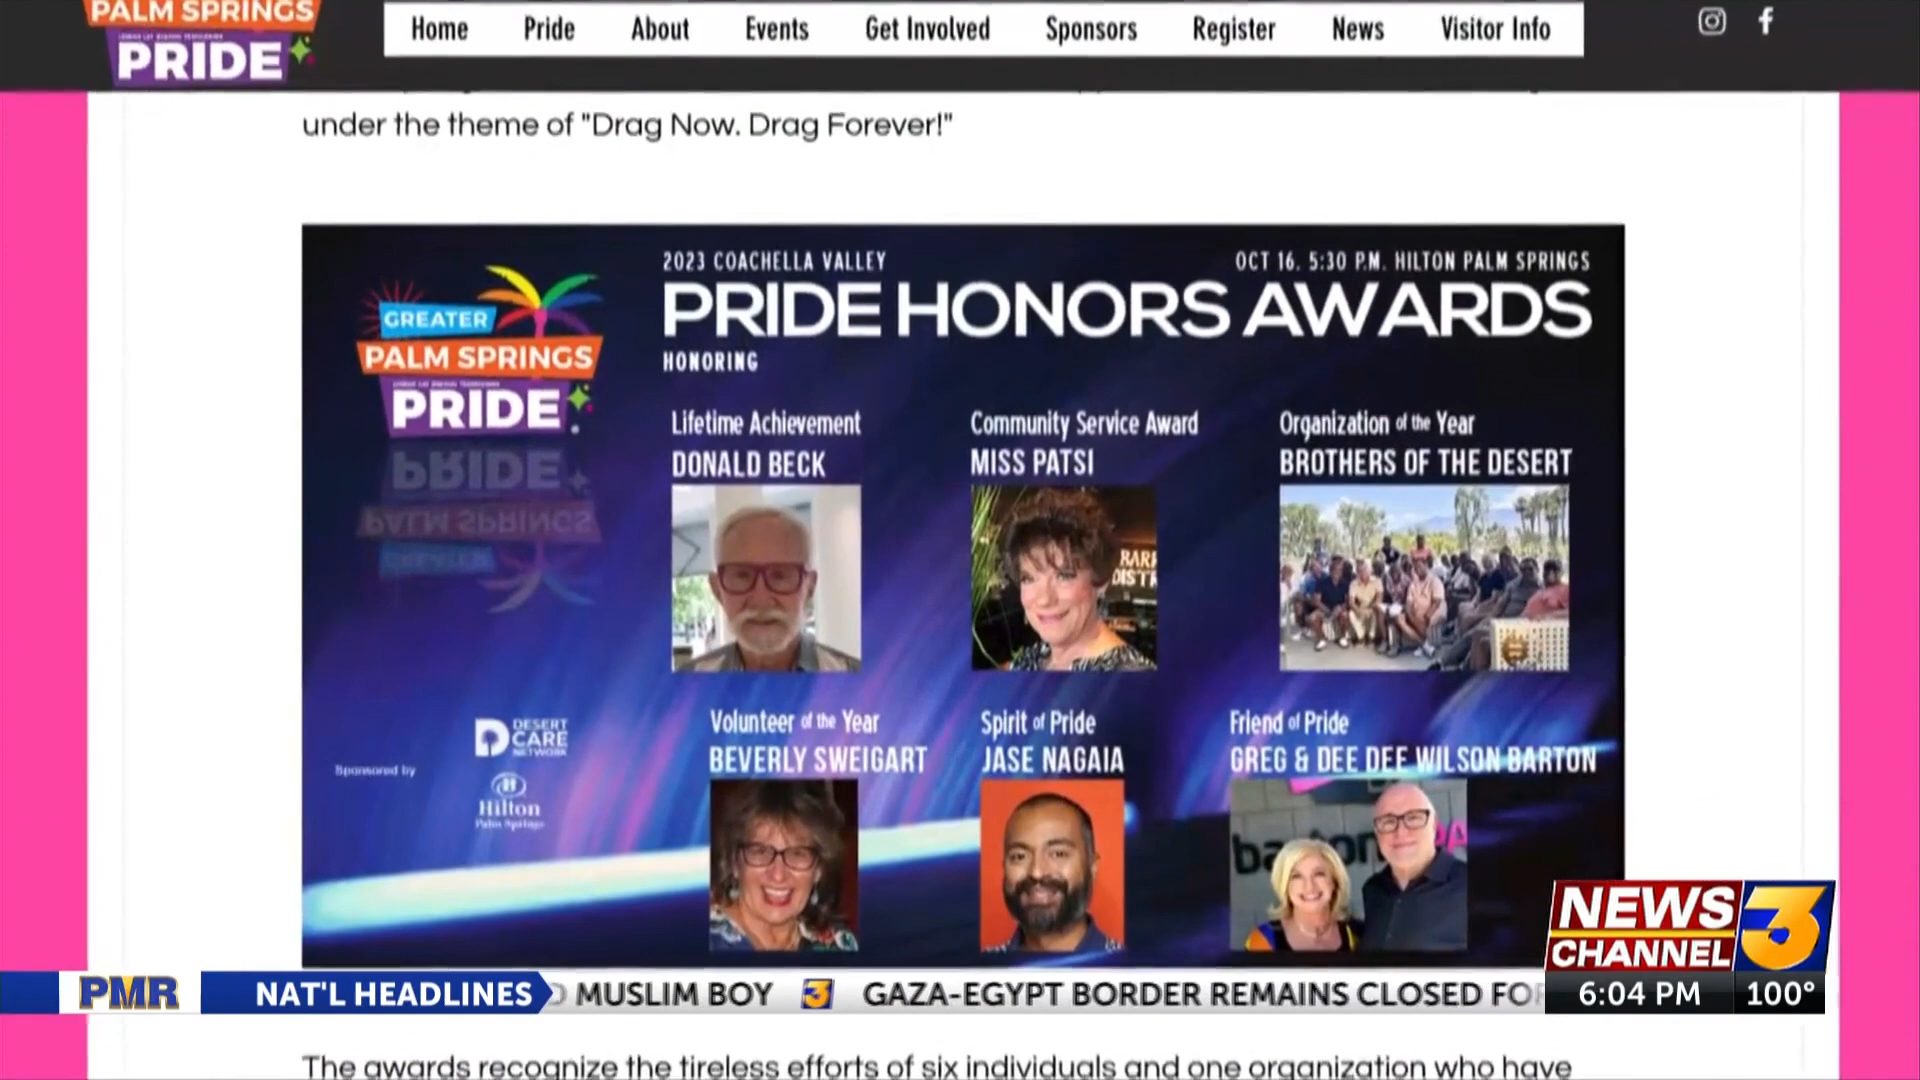 PALM SPRINGS
PRIDE
Home Pride About Events Get Involved Sponsors Register News Visitor Info
under the theme of "Drag Now. Drag Forever!"
2023 COACHELLA VALLEY
OCT 16. 5:30 P.M. HILTON PALM SPRINGS
PRIDE HONORS AWARDS
HONORING
GREATER
PALM SPRINGS
PRIDE
Lifetime Achievement
DONALD BECK
Community Service Award
MISS PATSI
Organization of the Year
BROTHERS OF THE DESERT
Volunteer of the Year
BEVERLY SWEIGART
Spirit of Pride
JASE NAGAIA
Friend of Pride
GREG & DEE DEE WILSON BARTON
Sponsored by
DESERT
CARE
NETWORK
Hilton
Palm Springs
NEWS
CHANNEL 3
PMR NAT'L HEADLINES MUSLIM BOY 3 GAZA-EGYPT BORDER REMAINS CLOSED FO
6:04 PM 100°
The awards recognize the tireless efforts of six individuals and one organization who have